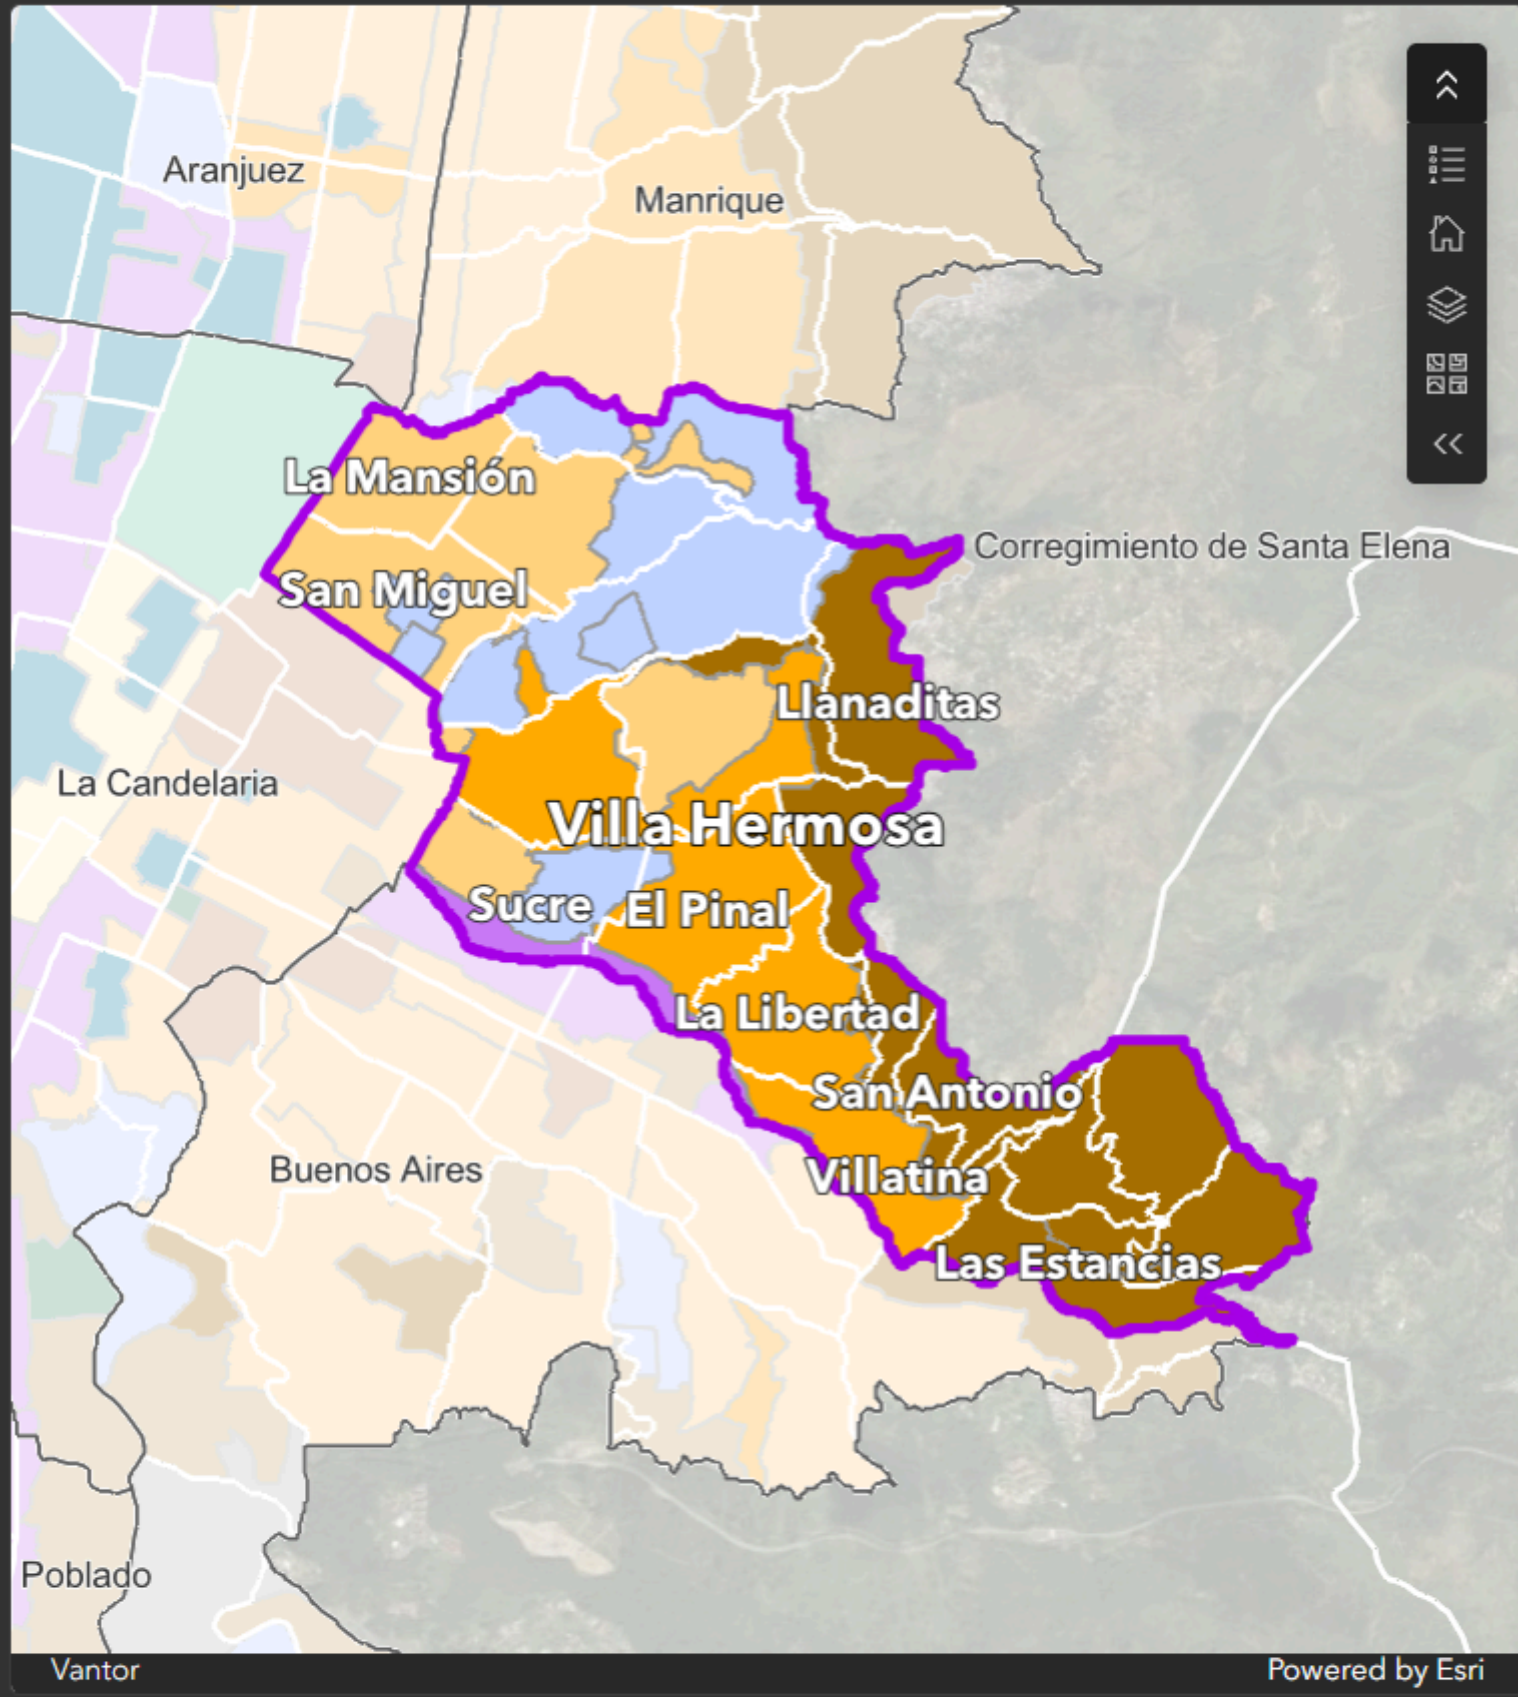 Aranjuez
Manrique
La Mansión
Corregimiento de Santa Elena
San Miguel
Llanaditas
La Candelaria
Villa Hermosa
Sucre
El Pinal
La Libertad
San Antonio
Buenos Aires
Villatina
Las Estancias
Poblado
Vantor
Powered by Esri